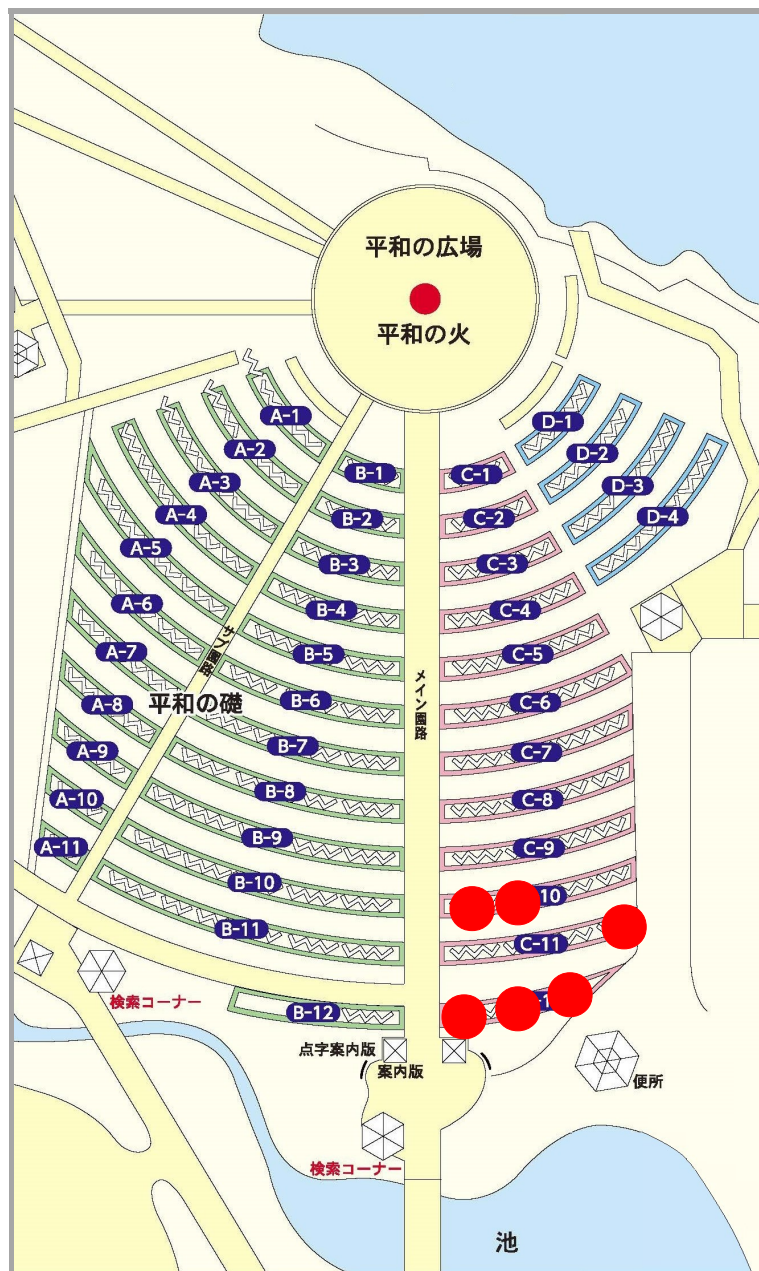 平和の広場
平和の火
A-1
A-2
A-3
A-4
A-5
A-6
A-7
A-8
A-9
A-10
A-11
B-1
B-2
B-3
B-4
B-5
B-6
B-7
B-8
B-9
B-10
B-11
B-12
C-1
C-2
C-3
C-4
C-5
C-6
C-7
C-8
C-9
10
C-11
D-1
D-2
D-3
D-4
サブ園路
メイン園路
平和の礎
検索コーナー
点字案内版
案内版
便所
検索コーナー
池